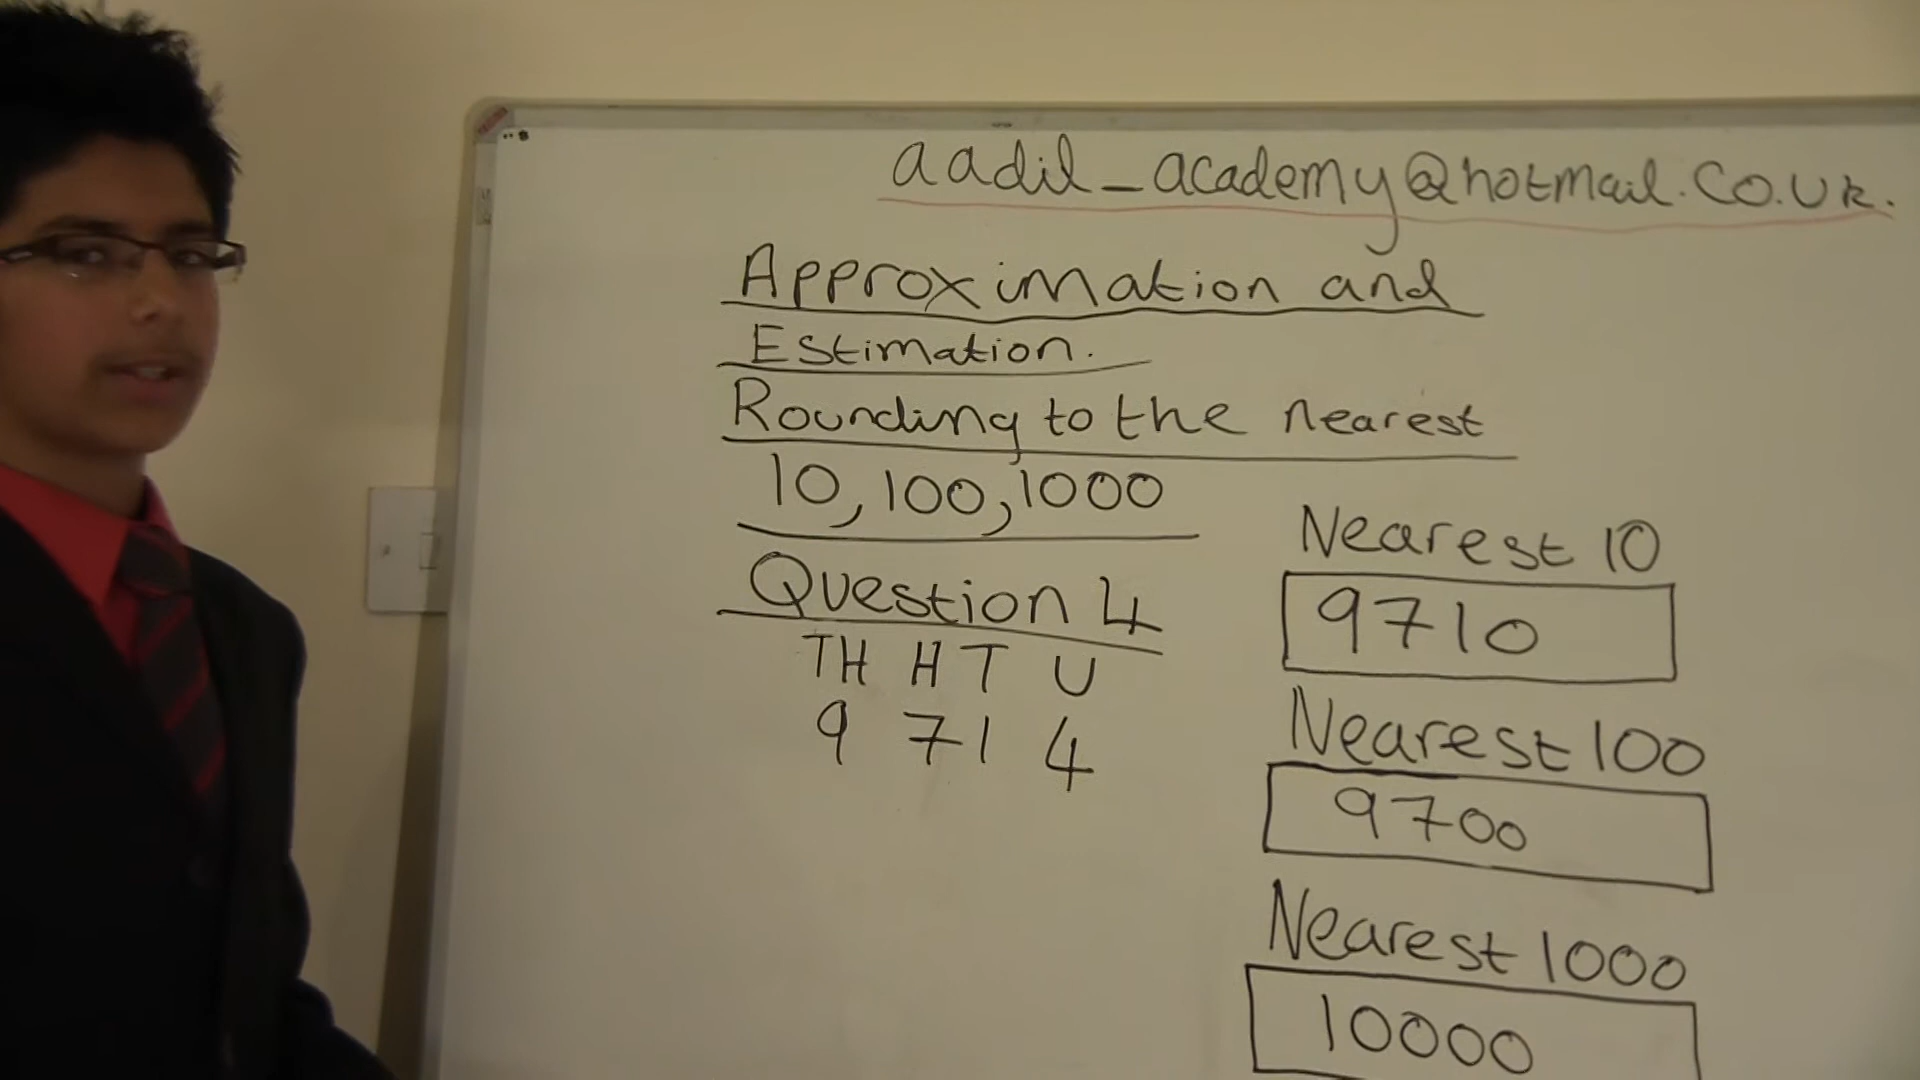 aadil_academy@hotmail.co.uk.
Approximation and
Estimation.
Rounding to the nearest
10, 100, 1000
Question 4
TH H T U
9 7 1 4
Nearest 10
9710
Nearest 100
9700
Nearest 1000
10000